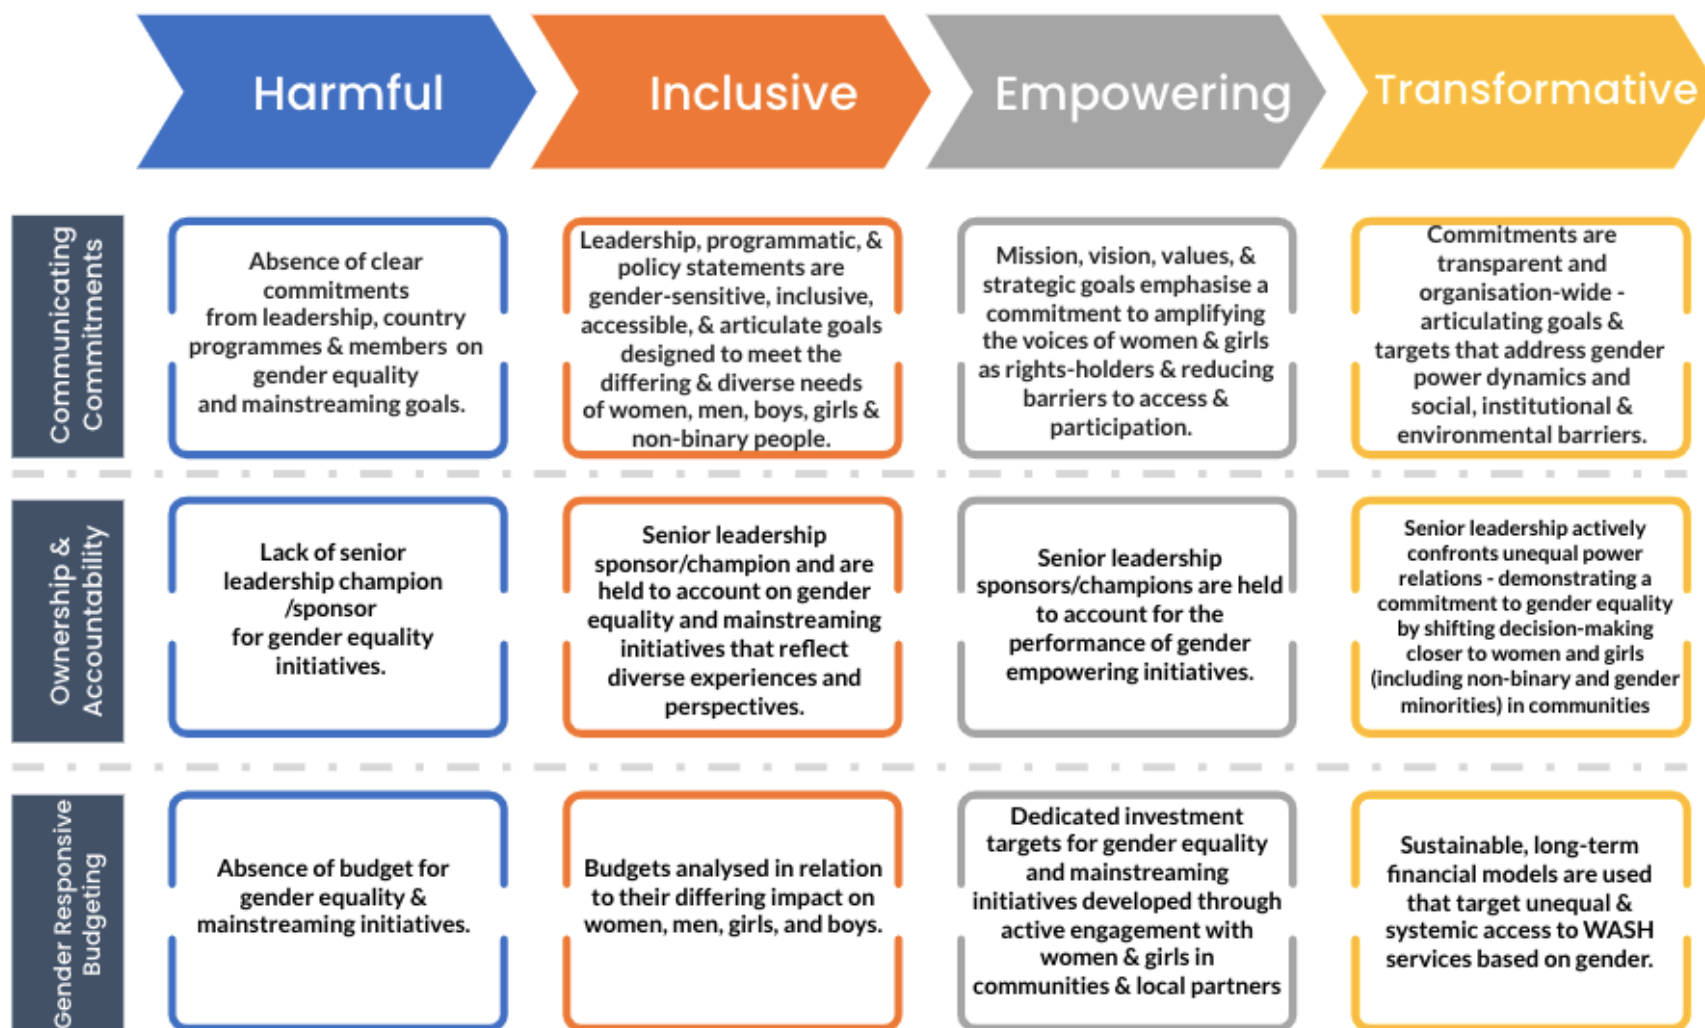 Harmful
Inclusive
Empowering
Transformative
Communicating
Commitments
Absence of clear
commitments
from leadership, country
programmes & members on
gender equality
and mainstreaming goals.
Leadership, programmatic, &
policy statements are
gender-sensitive, inclusive,
accessible, & articulate goals
designed to meet the
differing & diverse needs
of women, men, boys, girls &
non-binary people.
Mission, vision, values, &
strategic goals emphasise a
commitment to amplifying
the voices of women & girls
as rights-holders & reducing
barriers to access &
participation.
Commitments are
transparent and
organisation-wide -
articulating goals &
targets that address gender
power dynamics and
social, institutional &
environmental barriers.
Ownership &
Accountability
Lack of senior
leadership champion
/sponsor
for gender equality
initiatives.
Senior leadership
sponsor/champion and are
held to account on gender
equality and mainstreaming
initiatives that reflect
diverse experiences and
perspectives.
Senior leadership
sponsors/champions are held
to account for the
performance of gender
empowering initiatives.
Senior leadership actively
confronts unequal power
relations - demonstrating a
commitment to gender equality
by shifting decision-making
closer to women and girls
(including non-binary and gender
minorities) in communities
Gender Responsive
Budgeting
Absence of budget for
gender equality &
mainstreaming initiatives.
Budgets analysed in relation
to their differing impact on
women, men, girls, and boys.
Dedicated investment
targets for gender equality
and mainstreaming
initiatives developed through
active engagement with
women & girls in
communities & local partners
Sustainable, long-term
financial models are used
that target unequal &
systemic access to WASH
services based on gender.